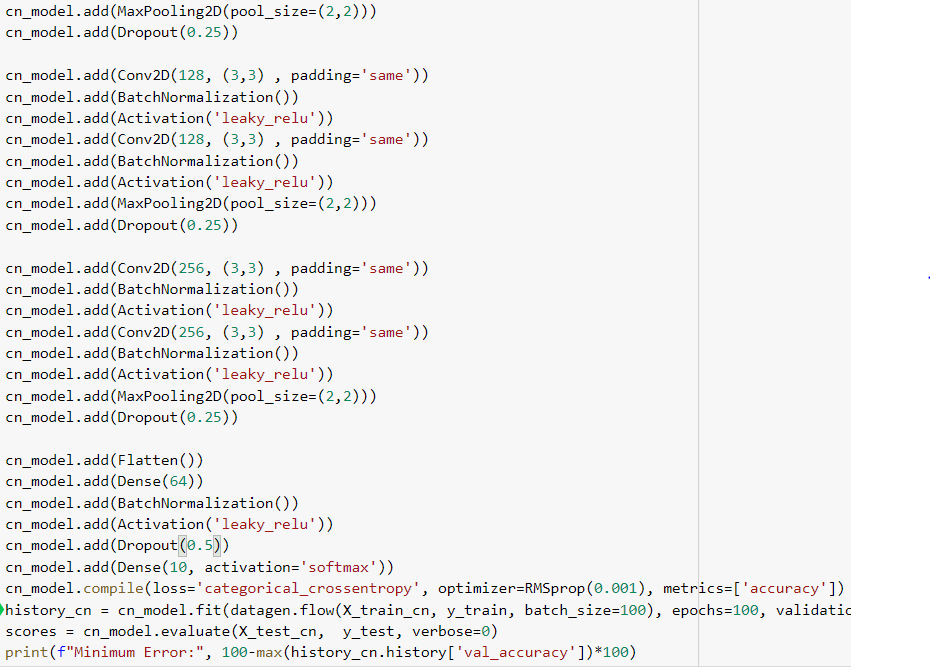 cn_model.add(MaxPooling2D(pool_size=(2,2)))
cn_model.add(Dropout(0.25))
cn_model.add(Conv2D(128, (3,3) , padding='same'))
cn_model.add(BatchNormalization())
cn_model.add(Activation('leaky_relu'))
cn_model.add(Conv2D(128, (3,3) , padding='same'))
cn_model.add(BatchNormalization())
cn_model.add(Activation('leaky_relu'))
cn_model.add(MaxPooling2D(pool_size=(2,2)))
cn_model.add(Dropout(0.25))
cn_model.add(Conv2D(256, (3,3) , padding='same'))
cn_model.add(BatchNormalization())
cn_model.add(Activation('leaky_relu'))
cn_model.add(Conv2D(256, (3,3) , padding='same'))
cn_model.add(BatchNormalization())
cn_model.add(Activation('leaky_relu'))
cn_model.add(MaxPooling2D(pool_size=(2,2)))
cn_model.add(Dropout(0.25))
cn_model.add(Flatten())
cn_model.add(Dense(64))
cn_model.add(BatchNormalization())
cn_model.add(Activation('leaky_relu'))
cn_model.add(Dropout(0.5))
cn_model.add(Dense(10, activation='softmax'))
cn_model.compile(loss='categorical_crossentropy', optimizer=RMSprop(0.001), metrics=['accuracy'])
history_cn = cn_model.fit(datagen.flow(X_train_cn, y_train, batch_size=100), epochs=100, validatio
scores = cn_model.evaluate(X_test_cn,  y_test, verbose=0)
print(f"Minimum Error:", 100-max(history_cn.history['val_accuracy'])*100)